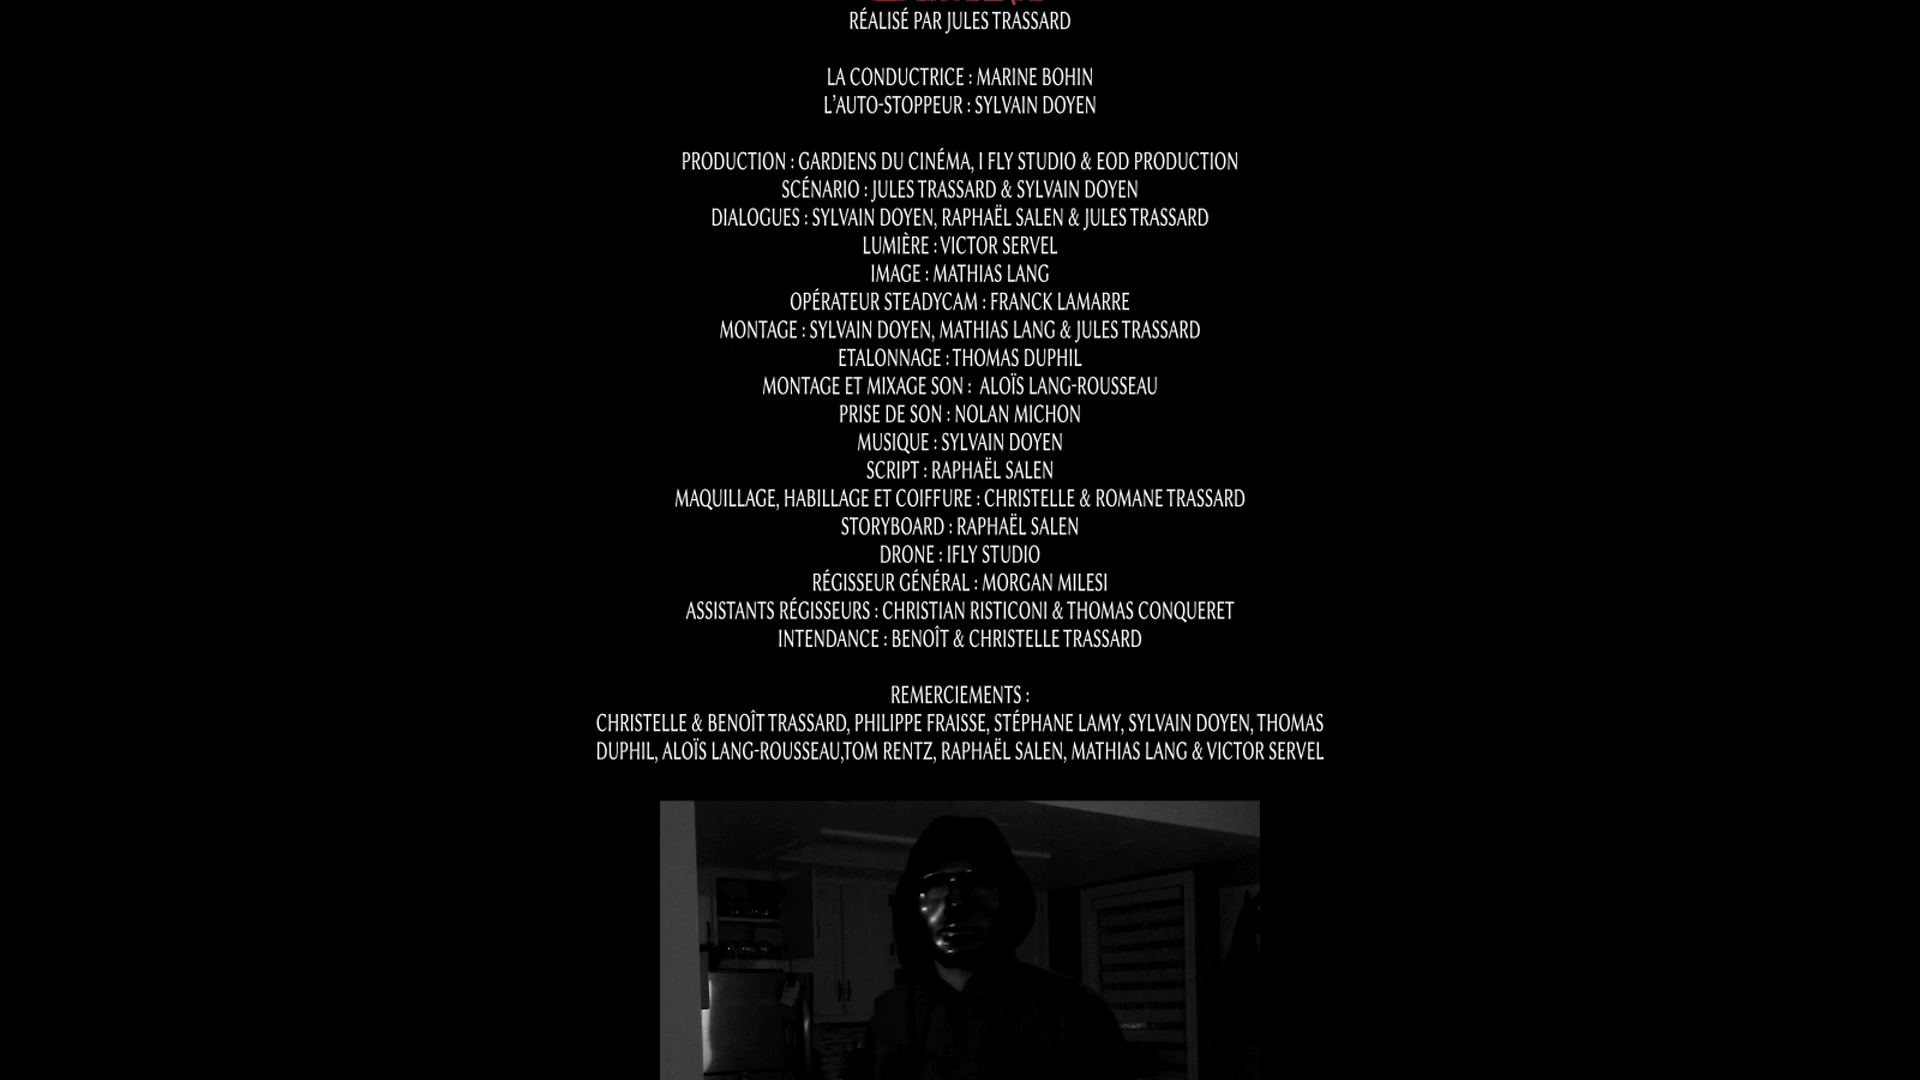 RÉALISÉ PAR JULES TRASSARD
LA CONDUCTRICE : MARINE BOHIN
L'AUTO-STOPPEUR : SYLVAIN DOYEN
PRODUCTION : GARDIENS DU CINÉMA, I FLY STUDIO & EOD PRODUCTION
SCÉNARIO : JULES TRASSARD & SYLVAIN DOYEN
DIALOGUES : SYLVAIN DOYEN, RAPHAËL SALEN & JULES TRASSARD
LUMIÈRE : VICTOR SERVEL
IMAGE : MATHIAS LANG
OPÉRATEUR STEADYCAM : FRANCK LAMARRE
MONTAGE : SYLVAIN DOYEN, MATHIAS LANG & JULES TRASSARD
ETALONNAGE : THOMAS DUPHIL
MONTAGE ET MIXAGE SON : ALOÏS LANG-ROUSSEAU
PRISE DE SON : NOLAN MICHON
MUSIQUE : SYLVAIN DOYEN
SCRIPT : RAPHAËL SALEN
MAQUILLAGE, HABILLAGE ET COIFFURE : CHRISTELLE & ROMANE TRASSARD
STORYBOARD : RAPHAËL SALEN
DRONE : IFLY STUDIO
RÉGISSEUR GÉNÉRAL : MORGAN MILESI
ASSISTANTS RÉGISSEURS : CHRISTIAN RISTICONI & THOMAS CONQUERET
INTENDANCE : BENOÎT & CHRISTELLE TRASSARD
REMERCIEMENTS :
CHRISTELLE & BENOÎT TRASSARD, PHILIPPE FRAISSE, STÉPHANE LAMY, SYLVAIN DOYEN, THOMAS
DUPHIL, ALOÏS LANG-ROUSSEAU,TOM RENTZ, RAPHAËL SALEN, MATHIAS LANG & VICTOR SERVEL